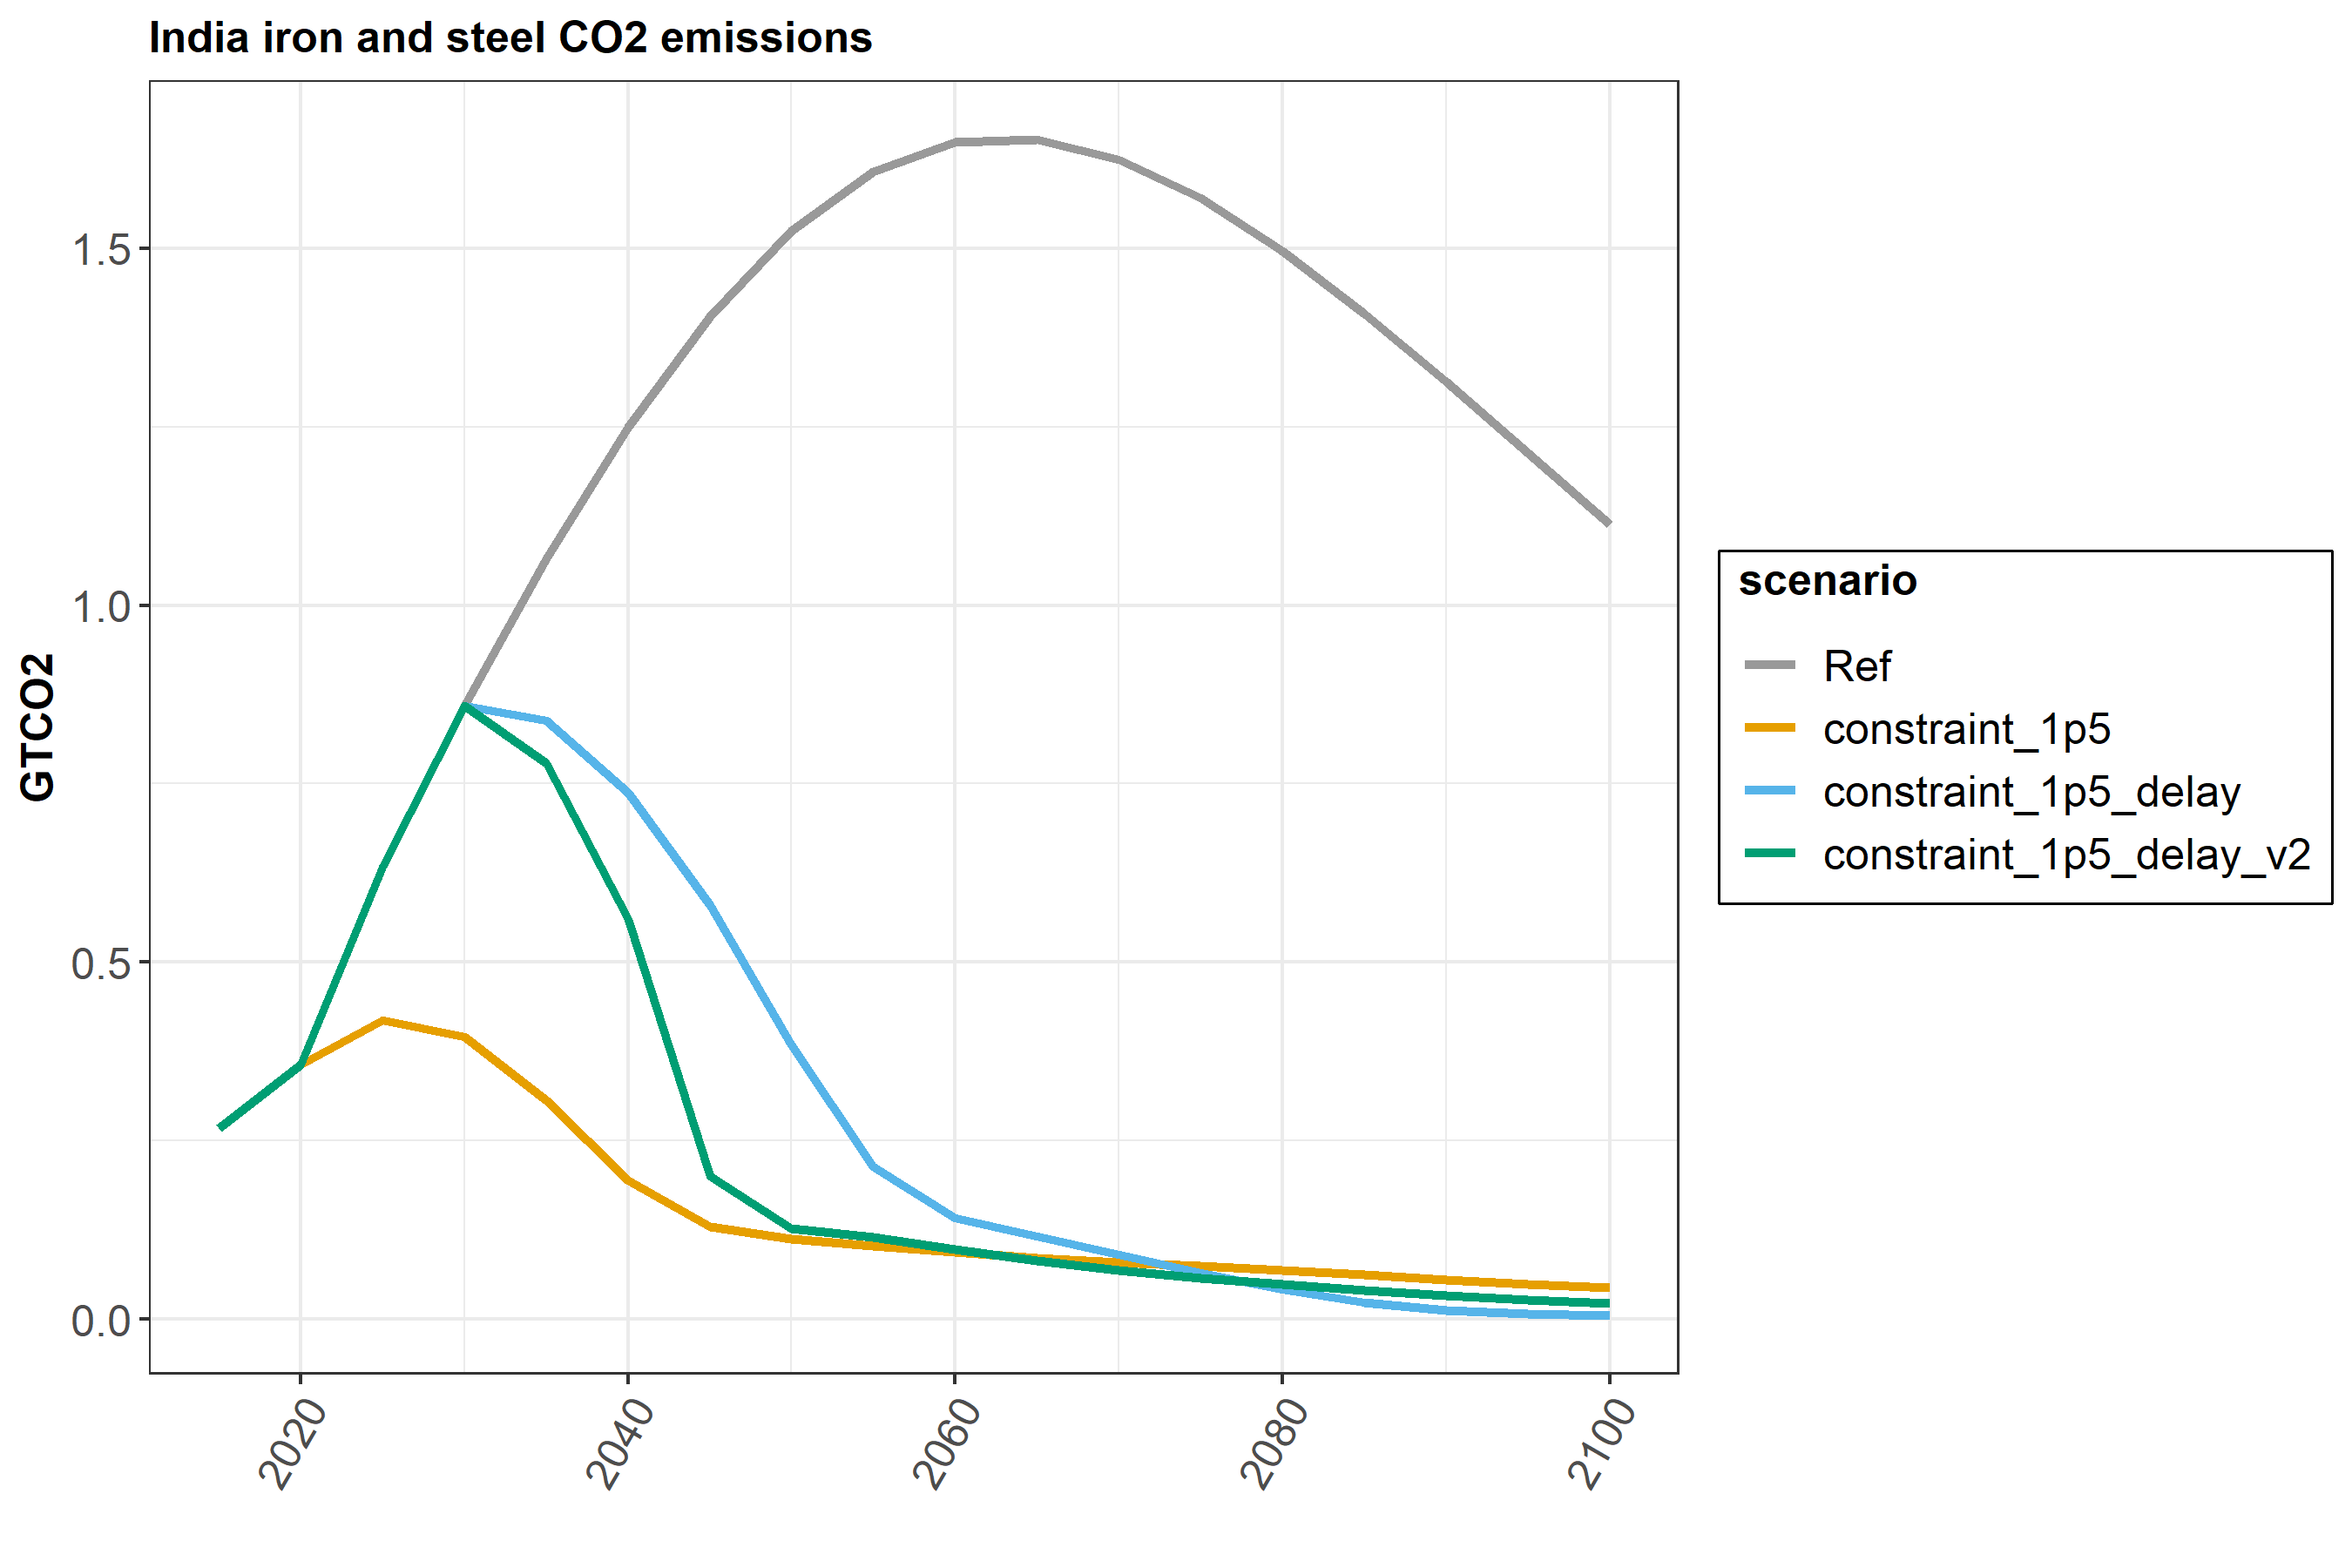 India iron and steel CO2 emissions
GTCO2
1.5
1.0
0.5
0.0
2020
2040
2060
2080
2100
scenario
Ref
constraint_1p5
constraint_1p5_delay
constraint_1p5_delay_v2